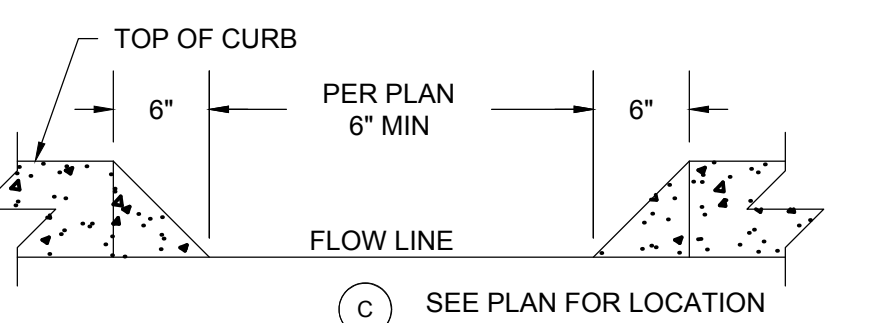 TOP OF CURB
6"
PER PLAN
6" MIN
6"
FLOW LINE
C
SEE PLAN FOR LOCATION